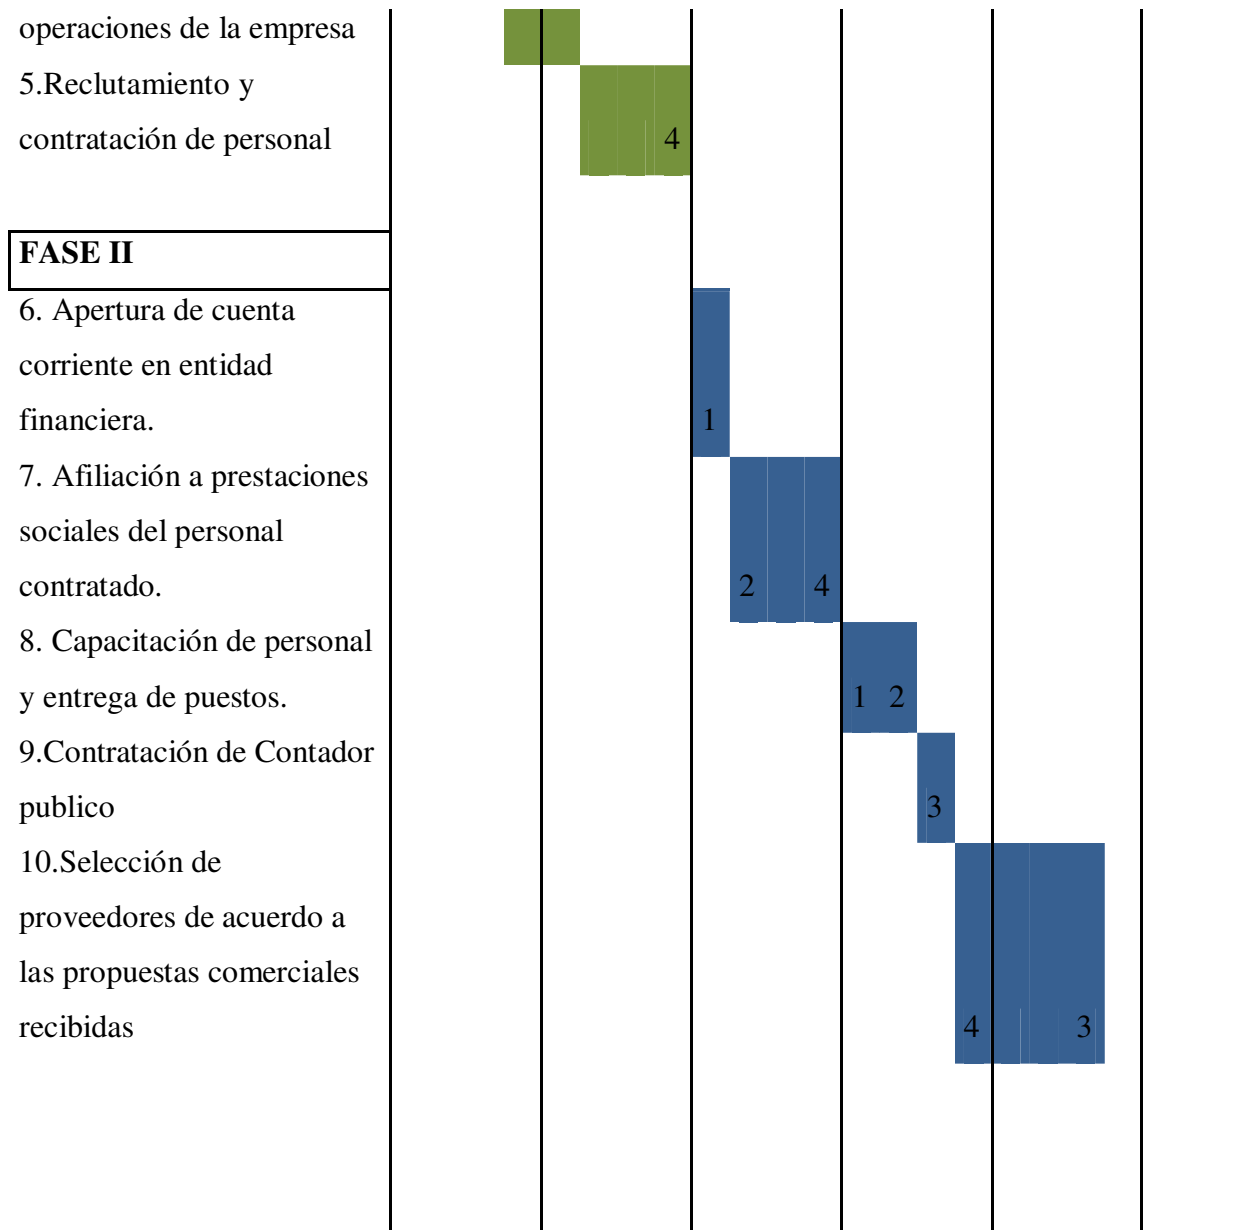 operaciones de la empresa
5.Reclutamiento y
contratación de personal 4
FASE II
6. Apertura de cuenta
corriente en entidad
financiera. 1
7. Afiliación a prestaciones
sociales del personal
contratado. 2 4
8. Capacitación de personal
y entrega de puestos. 1 2
9.Contratación de Contador
publico 3
10.Selección de
proveedores de acuerdo a
las propuestas comerciales
recibidas 4 3